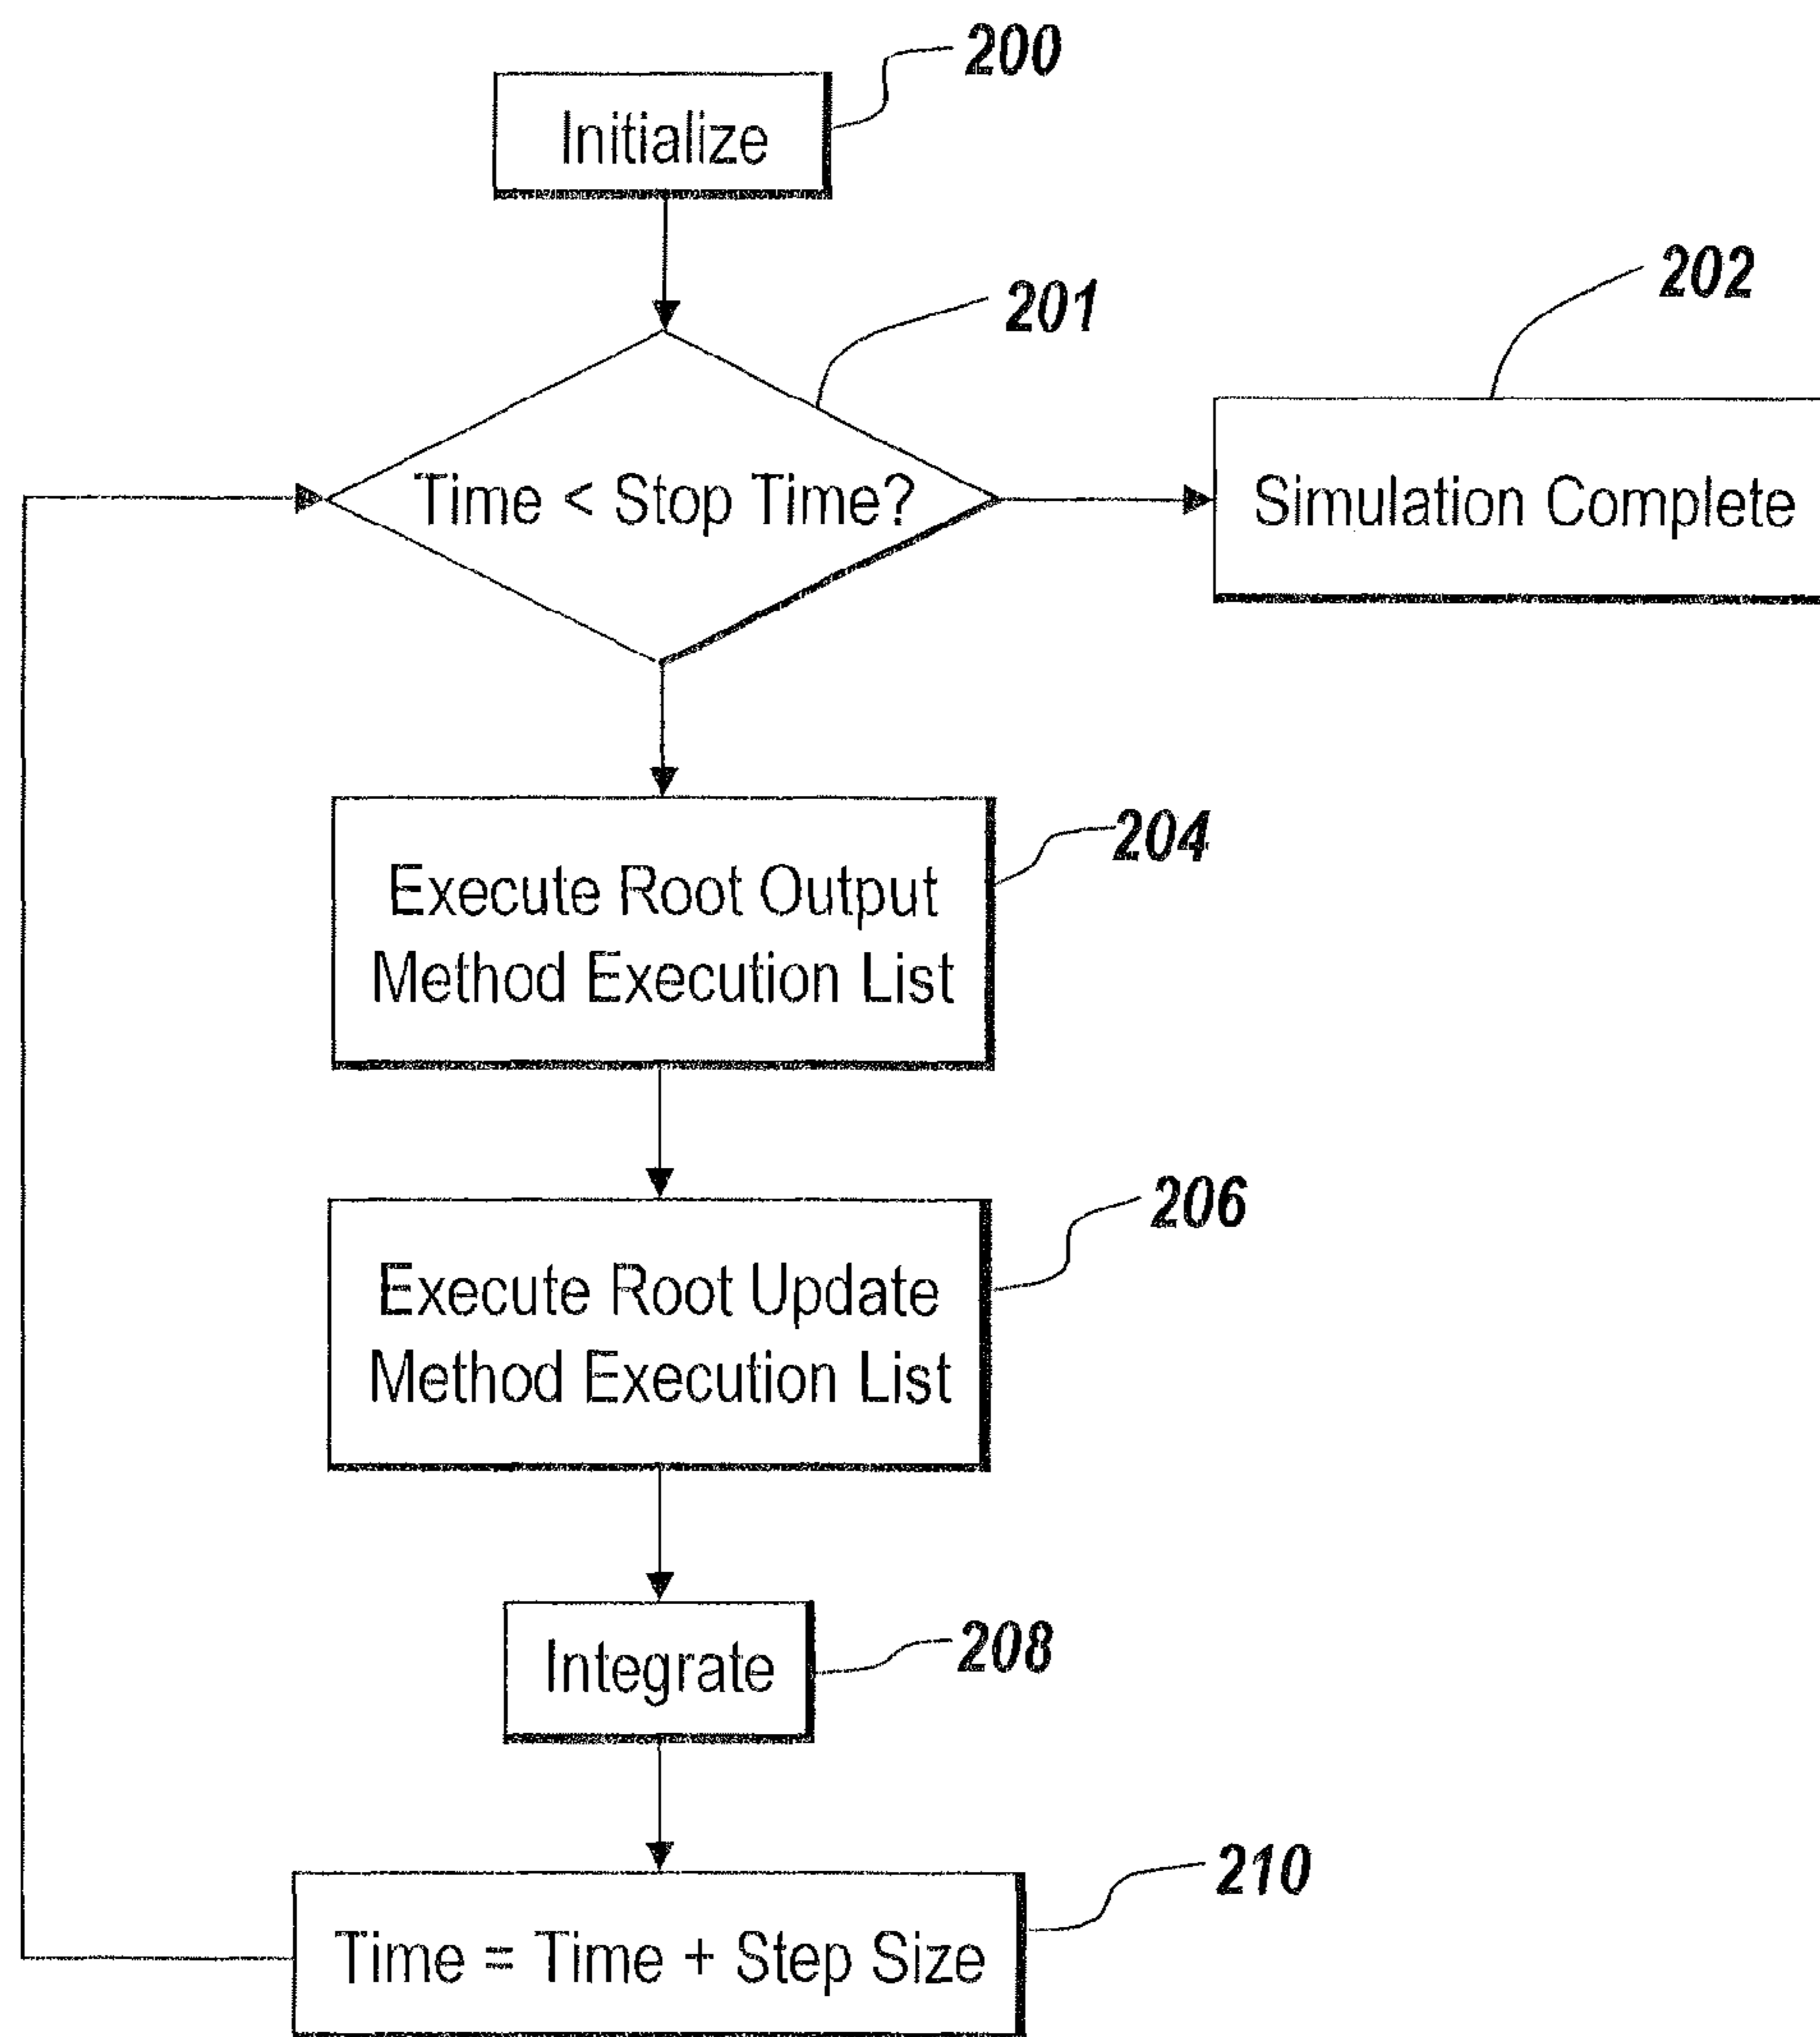 200
Initialize
201
202
Time < Stop Time?
Simulation Complete
204
Execute Root Output
Method Execution List
206
Execute Root Update
Method Execution List
208
Integrate
210
Time = Time + Step Size